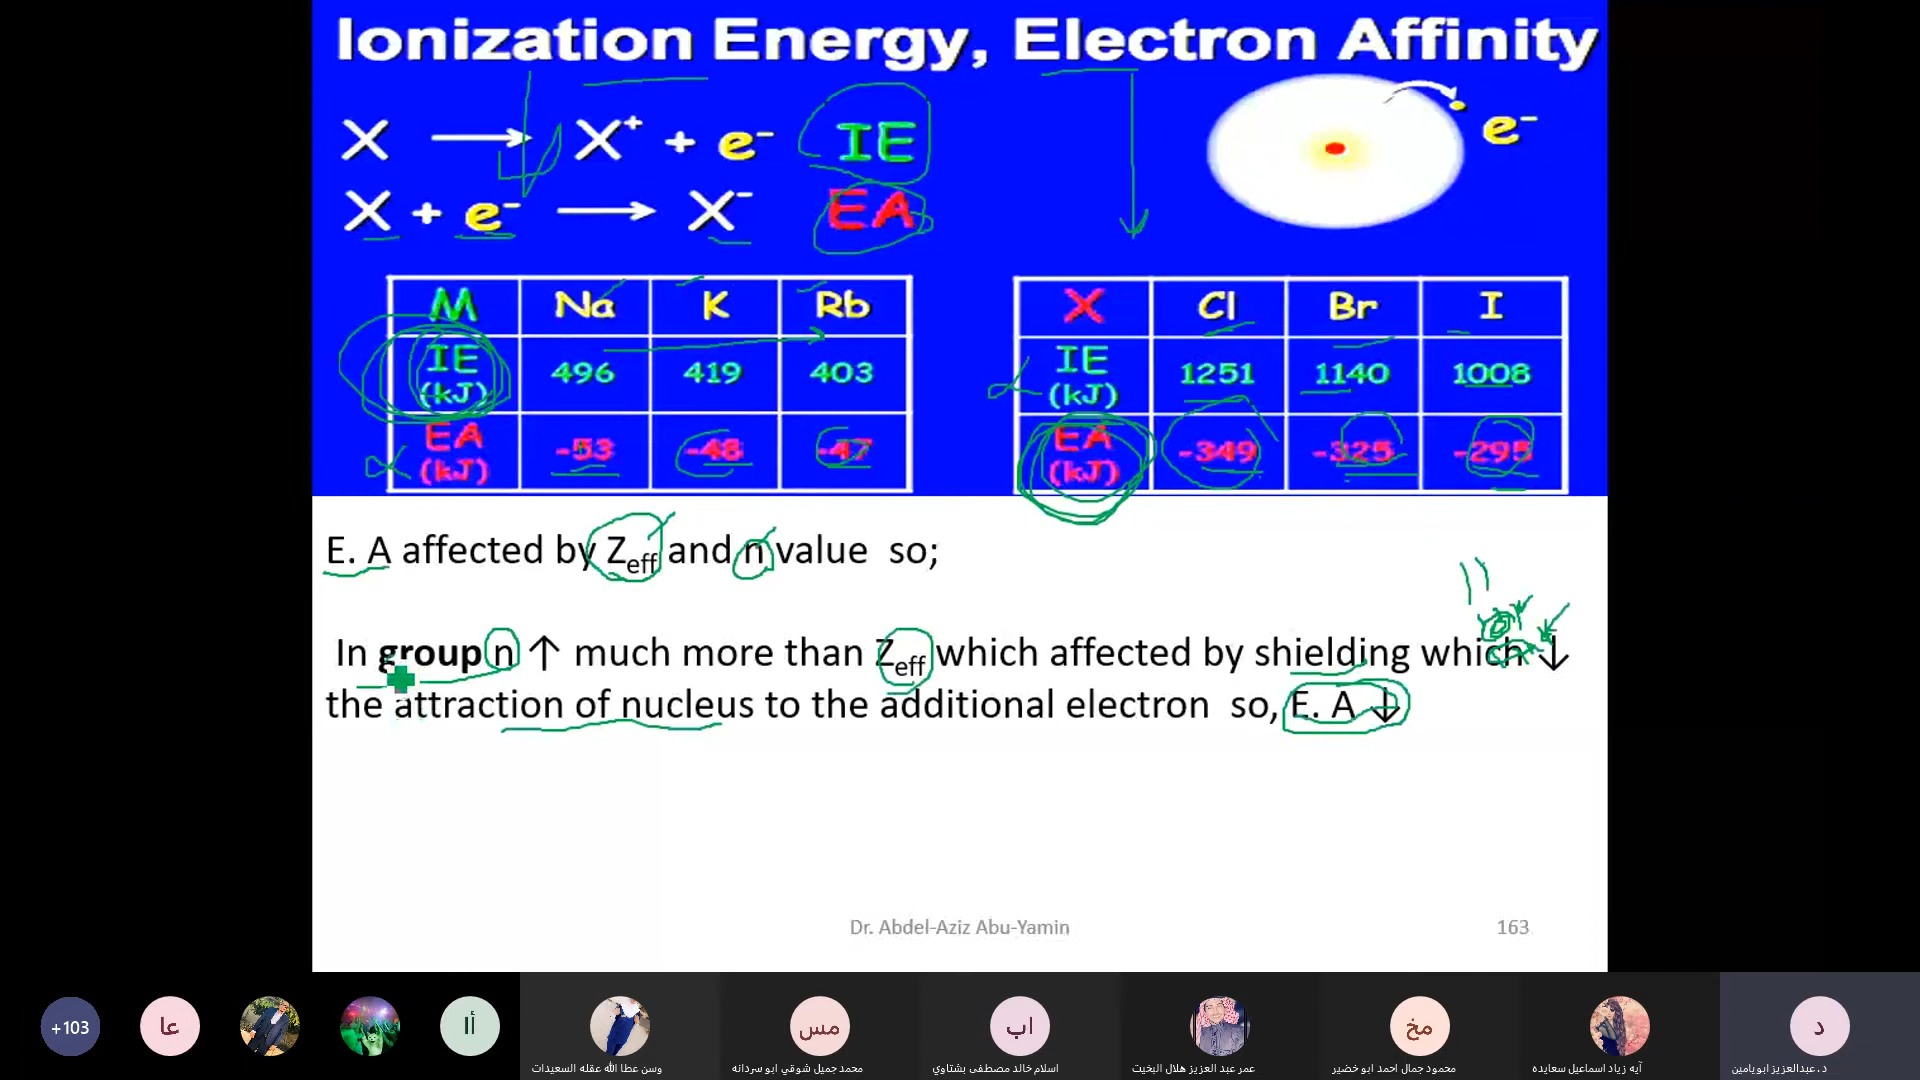 Ionization Energy, Electron Affinity
X → X⁺ + e⁻ IE
X + e⁻ → X⁻ EA
e⁻
M Na K Rb
IE (kJ) 496 419 403
EA (kJ) -53 -48 -47
X Cl Br I
IE (kJ) 1251 1140 1008
EA (kJ) -349 -325 -295
E. A affected by Zeff and n value so;
In group n ↑ much more than Zeff which affected by shielding which ↓
the attraction of nucleus to the additional electron so, E. A ↓
Dr. Abdel-Aziz Abu-Yamin
163
+103
عا
أا
وسن عطا الله عقله السعيدات
مس
محمد جميل شوقي ابو سردانه
اب
اسلام خالد مصطفى بشتاوي
عمر عبد العزيز هلال البخيت
مخ
محمود جمال احمد ابو خضير
آيه زياد اسماعيل سعايده
د
د.عبدالعزيز ابويامين